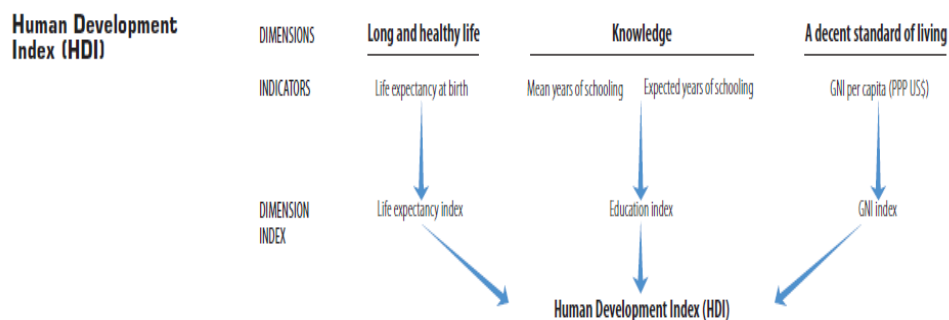 Human Development
Index (HDI)
DIMENSIONS Long and healthy life Knowledge A decent standard of living
INDICATORS Life expectancy at birth Mean years of schooling Expected years of schooling GNI per capita (PPP US$)
DIMENSION Life expectancy index Education index GNI index
INDEX
Human Development Index (HDI)